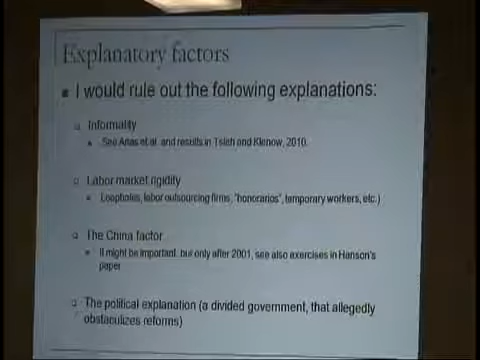 Explanatory factors
I would rule out the following explanations:
Informality
See Arias et al. and results in Tsieh and Klenow, 2010.
Labor market rigidity
Loopholes, labor outsourcing firms, "honorarios", temporary workers, etc.)
The China factor
It might be important, but only after 2001, see also exercises in Hanson's
paper
The political explanation (a divided government, that allegedly
obstaculizes reforms)